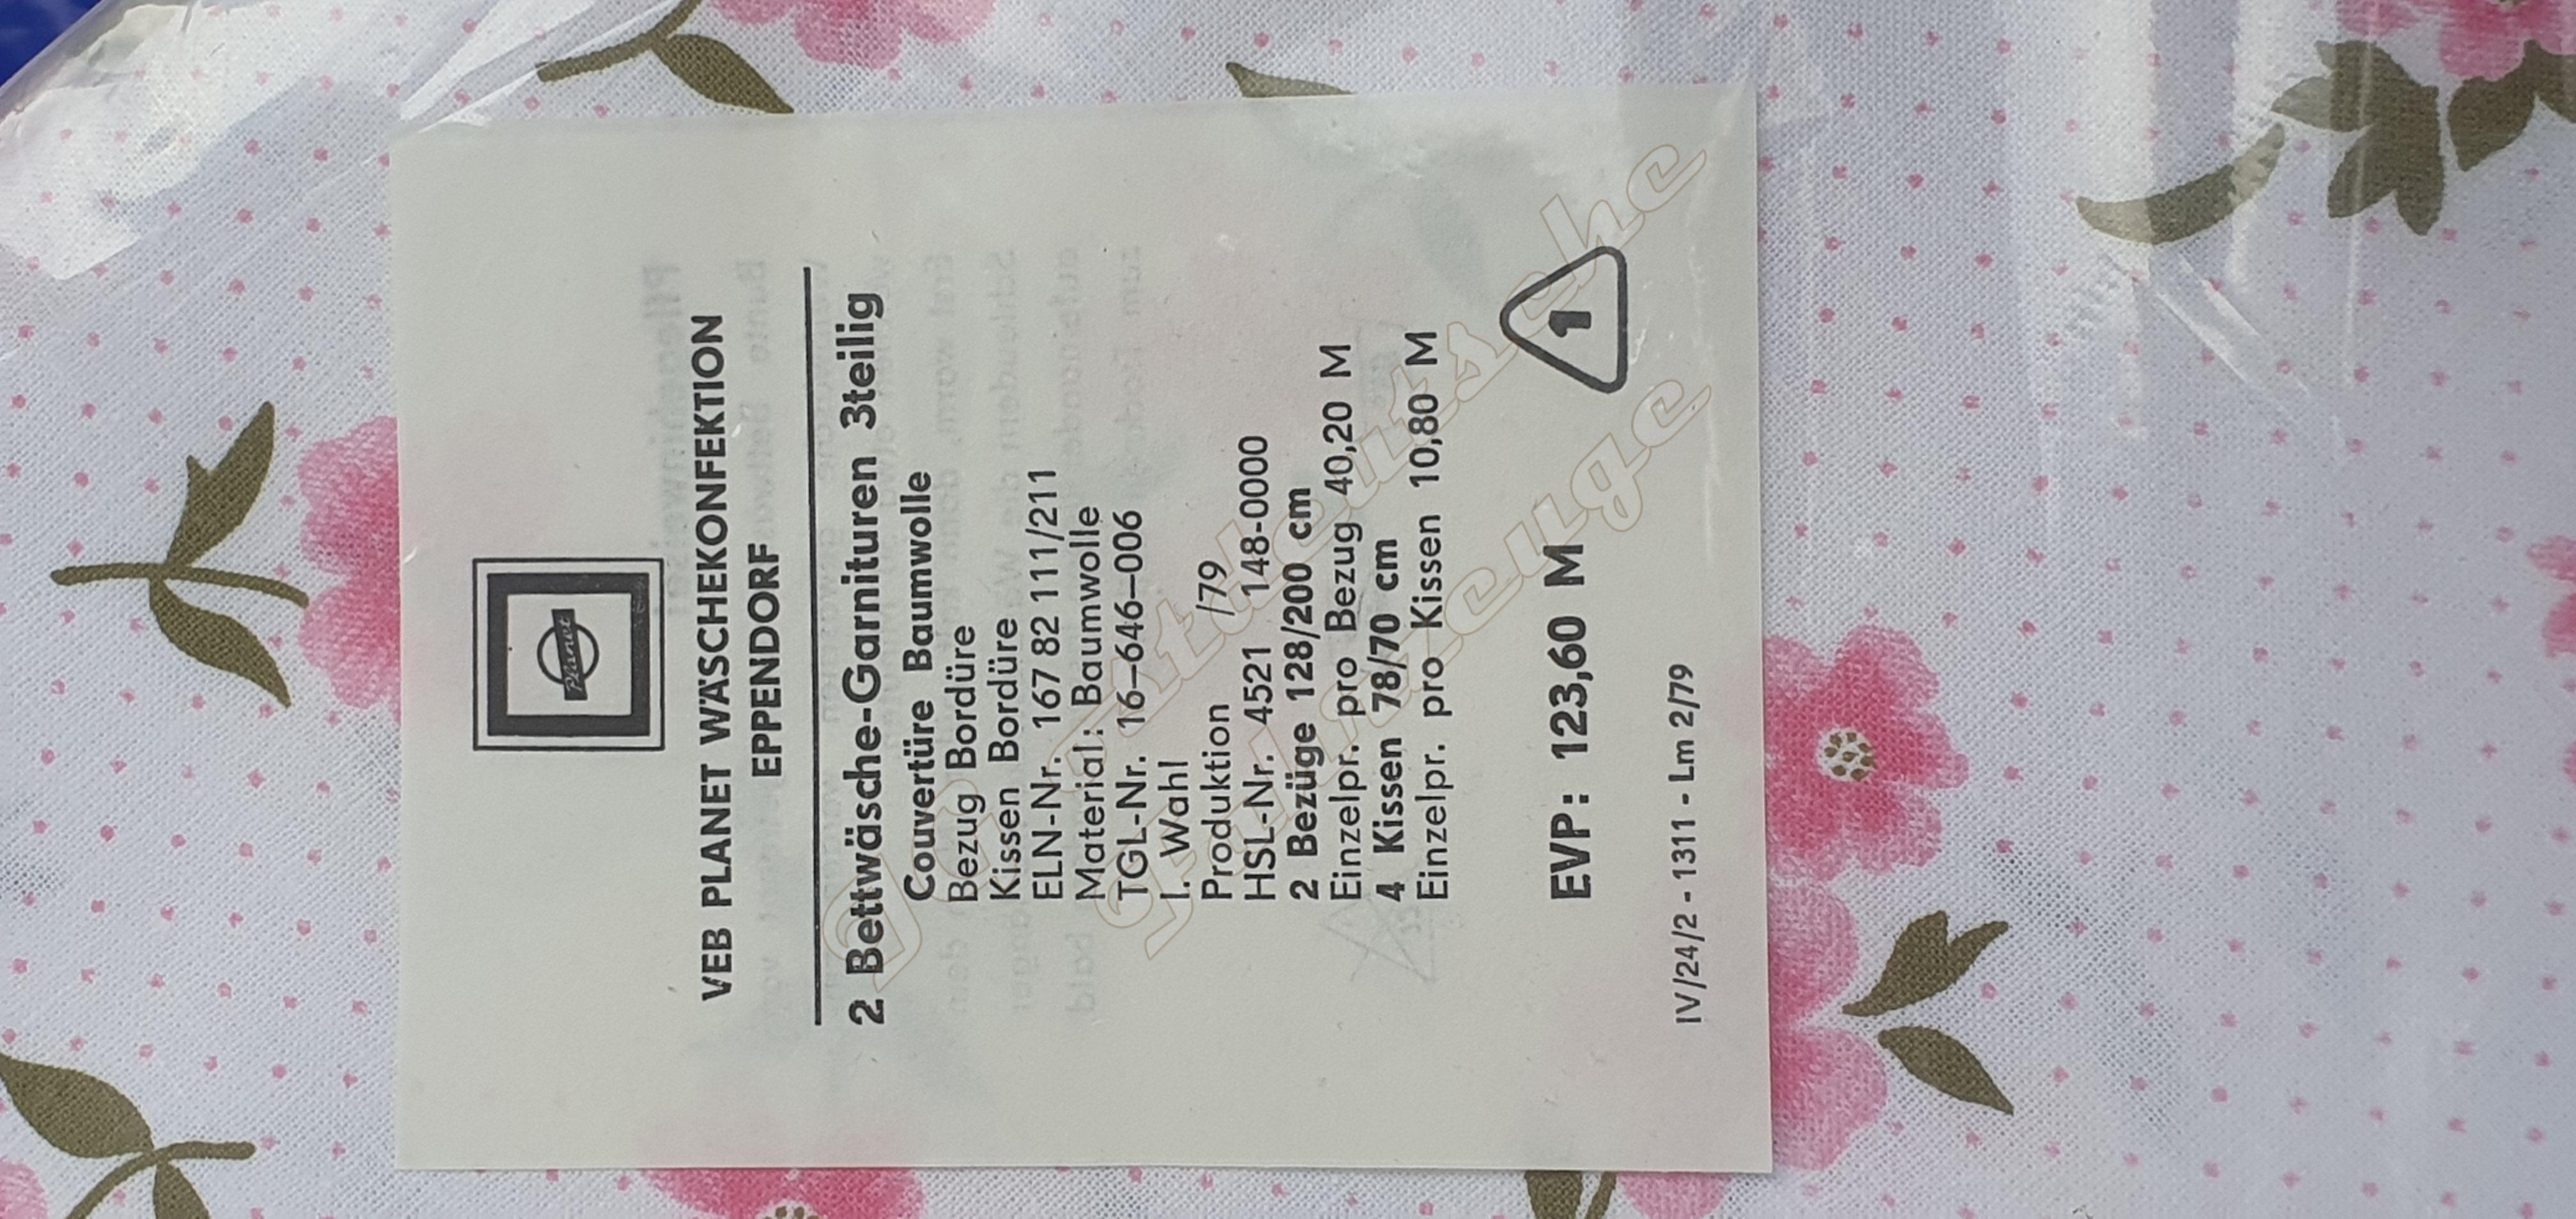 Planet
VEB PLANET WÄSCHEKONFEKTION
EPPENDORF
2 Bettwäsche-Garnituren 3teilig
Couvertüre Baumwolle
Bezug Bordüre
Kissen Bordüre
ELN-Nr. 167 82 111/211
Material: Baumwolle
TGL-Nr. 16–646–006
I. Wahl
Produktion /79
HSL-Nr. 4521 148-0000
2 Bezüge 128/200 cm
Einzelpr. pro Bezug 40,20 M
4 Kissen 78/70 cm
Einzelpr. pro Kissen 10,80 M
EVP: 123,60 M
1
IV/24/2 - 1311 - Lm 2/79